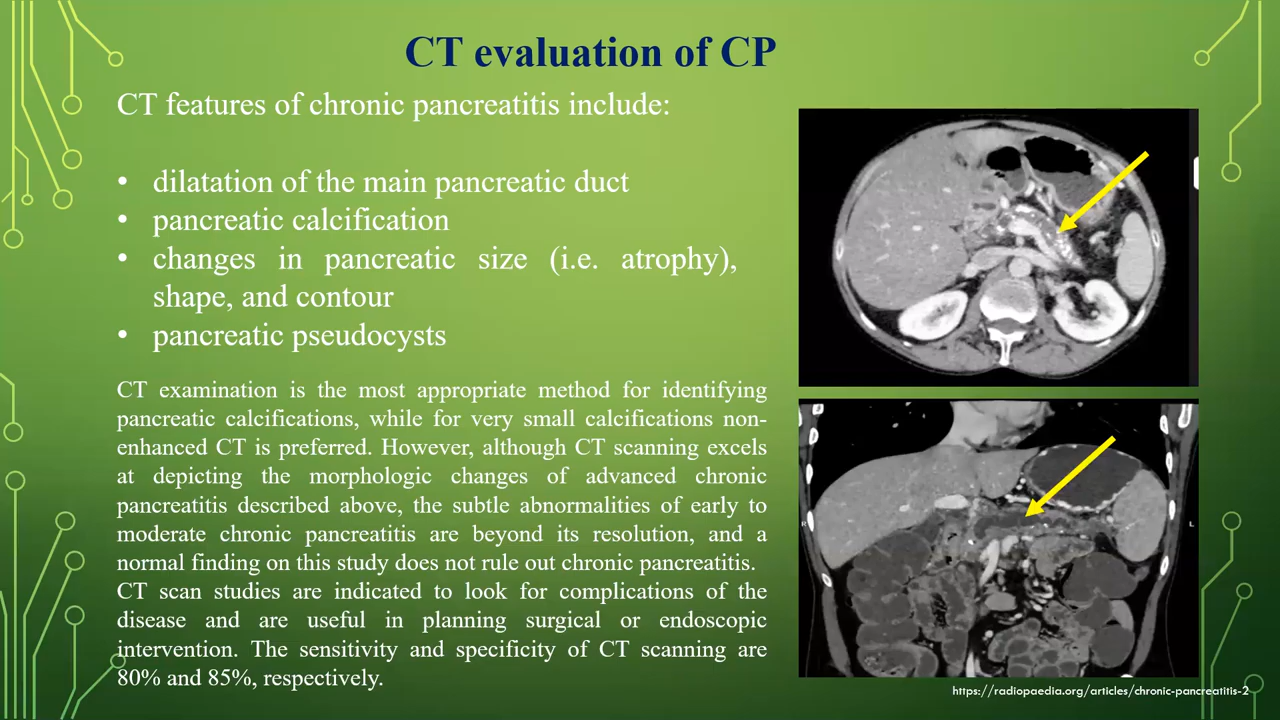 CT evaluation of CP
CT features of chronic pancreatitis include:
• dilatation of the main pancreatic duct
• pancreatic calcification
• changes in pancreatic size (i.e. atrophy),
shape, and contour
• pancreatic pseudocysts
CT examination is the most appropriate method for identifying
pancreatic calcifications, while for very small calcifications non-
enhanced CT is preferred. However, although CT scanning excels
at depicting the morphologic changes of advanced chronic
pancreatitis described above, the subtle abnormalities of early to
moderate chronic pancreatitis are beyond its resolution, and a
normal finding on this study does not rule out chronic pancreatitis.
CT scan studies are indicated to look for complications of the
disease and are useful in planning surgical or endoscopic
intervention. The sensitivity and specificity of CT scanning are
80% and 85%, respectively.
R
L
https://radiopaedia.org/articles/chronic-pancreatitis-2